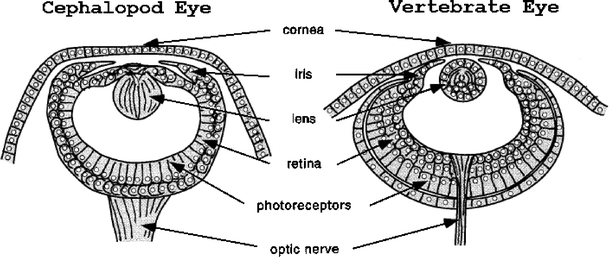 Cephalopod Eye
Vertebrate Eye
cornea
iris
lens
retina
photoreceptors
optic nerve